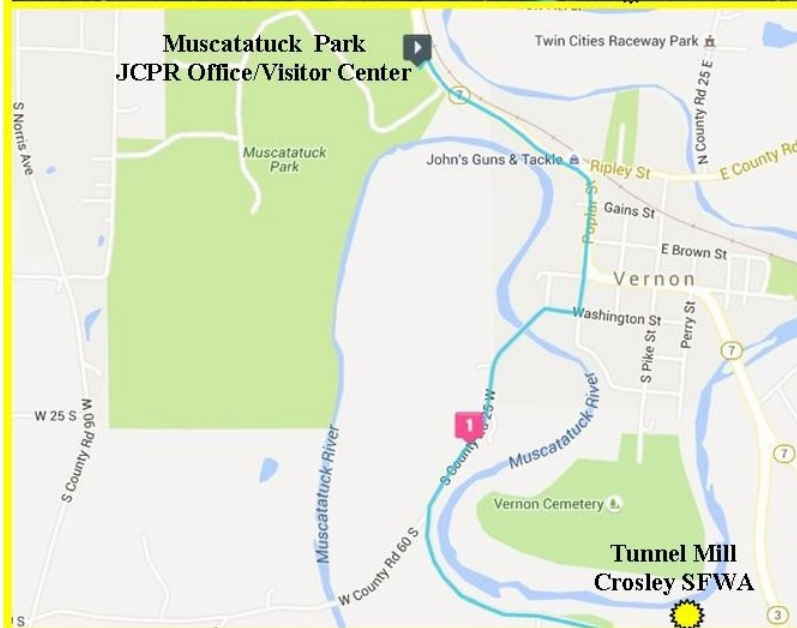 Muscatatuck Park
JCPR Office/Visitor Center
Twin Cities Raceway Park
N County Rd 25 E
S Norris Ave
7
Muscatatuck
Park
John's Guns & Tackle
Ripley St
E County Rd
Poplar St
Gains St
E Brown St
Vernon
Washington St
Perry St
S Pike St
7
W 25 S
S County Rd 90 W
1
S County Rd 25 W
Muscatatuck River
Muscatatuck River
7
Vernon Cemetery
W County Rd 60 S
Tunnel Mill
Crosley SFWA
3